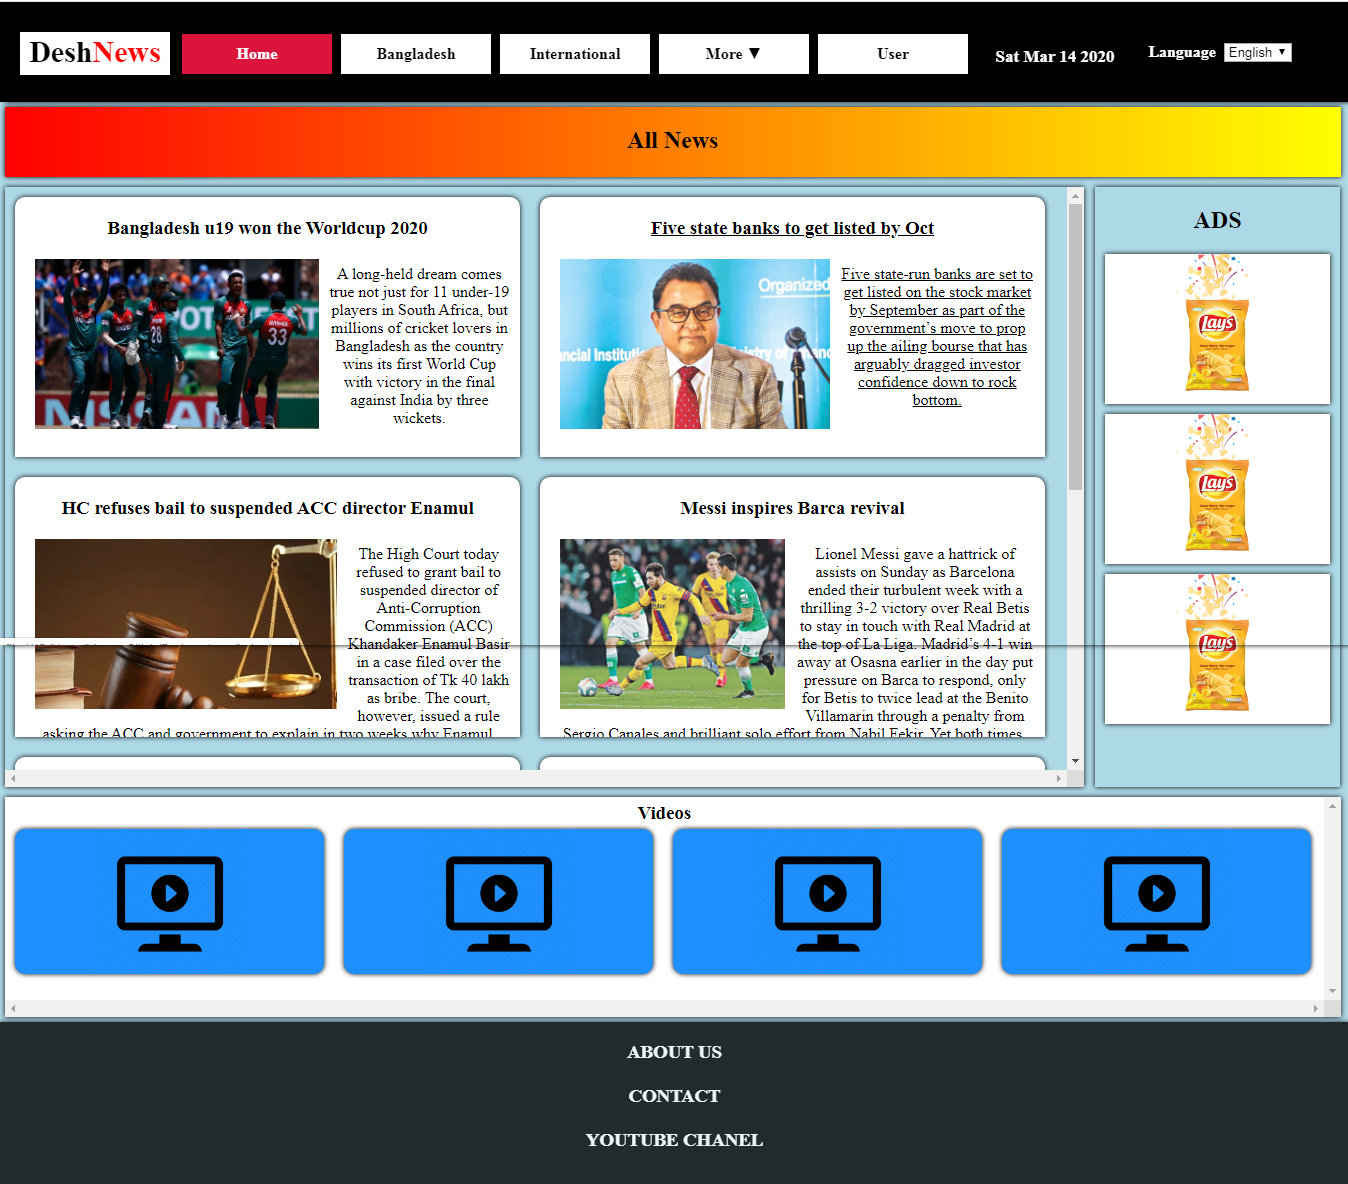 DeshNews
Home
Bangladesh
International
More ▼
User
Sat Mar 14 2020
Language English
All News
Bangladesh u19 won the Worldcup 2020
A long-held dream comes
true not just for 11 under-19
players in South Africa, but
millions of cricket lovers in
Bangladesh as the country
wins its first World Cup
with victory in the final
against India by three
wickets.
28
33
NISSAN
Five state banks to get listed by Oct
Organized
ncial Institu
Five state-run banks are set to
get listed on the stock market
by September as part of the
government’s move to prop
up the ailing bourse that has
arguably dragged investor
confidence down to rock
bottom.
ADS
Lay's
Lay's
Lay's
HC refuses bail to suspended ACC director Enamul
The High Court today
refused to grant bail to
suspended director of
Anti-Corruption
Commission (ACC)
Khandaker Enamul Basir
in a case filed over the
transaction of Tk 40 lakh
as bribe. The court,
however, issued a rule
asking the ACC and government to explain in two weeks why Enamul
Messi inspires Barca revival
Lionel Messi gave a hattrick of
assists on Sunday as Barcelona
ended their turbulent week with a
thrilling 3-2 victory over Real Betis
to stay in touch with Real Madrid at
the top of La Liga. Madrid’s 4-1 win
away at Osasna earlier in the day put
pressure on Barca to respond, only
for Betis to twice lead at the Benito
Villamarin through a penalty from
Sergio Canales and brilliant solo effort from Nabil Fekir. Yet both times
Videos
ABOUT US
CONTACT
YOUTUBE CHANEL